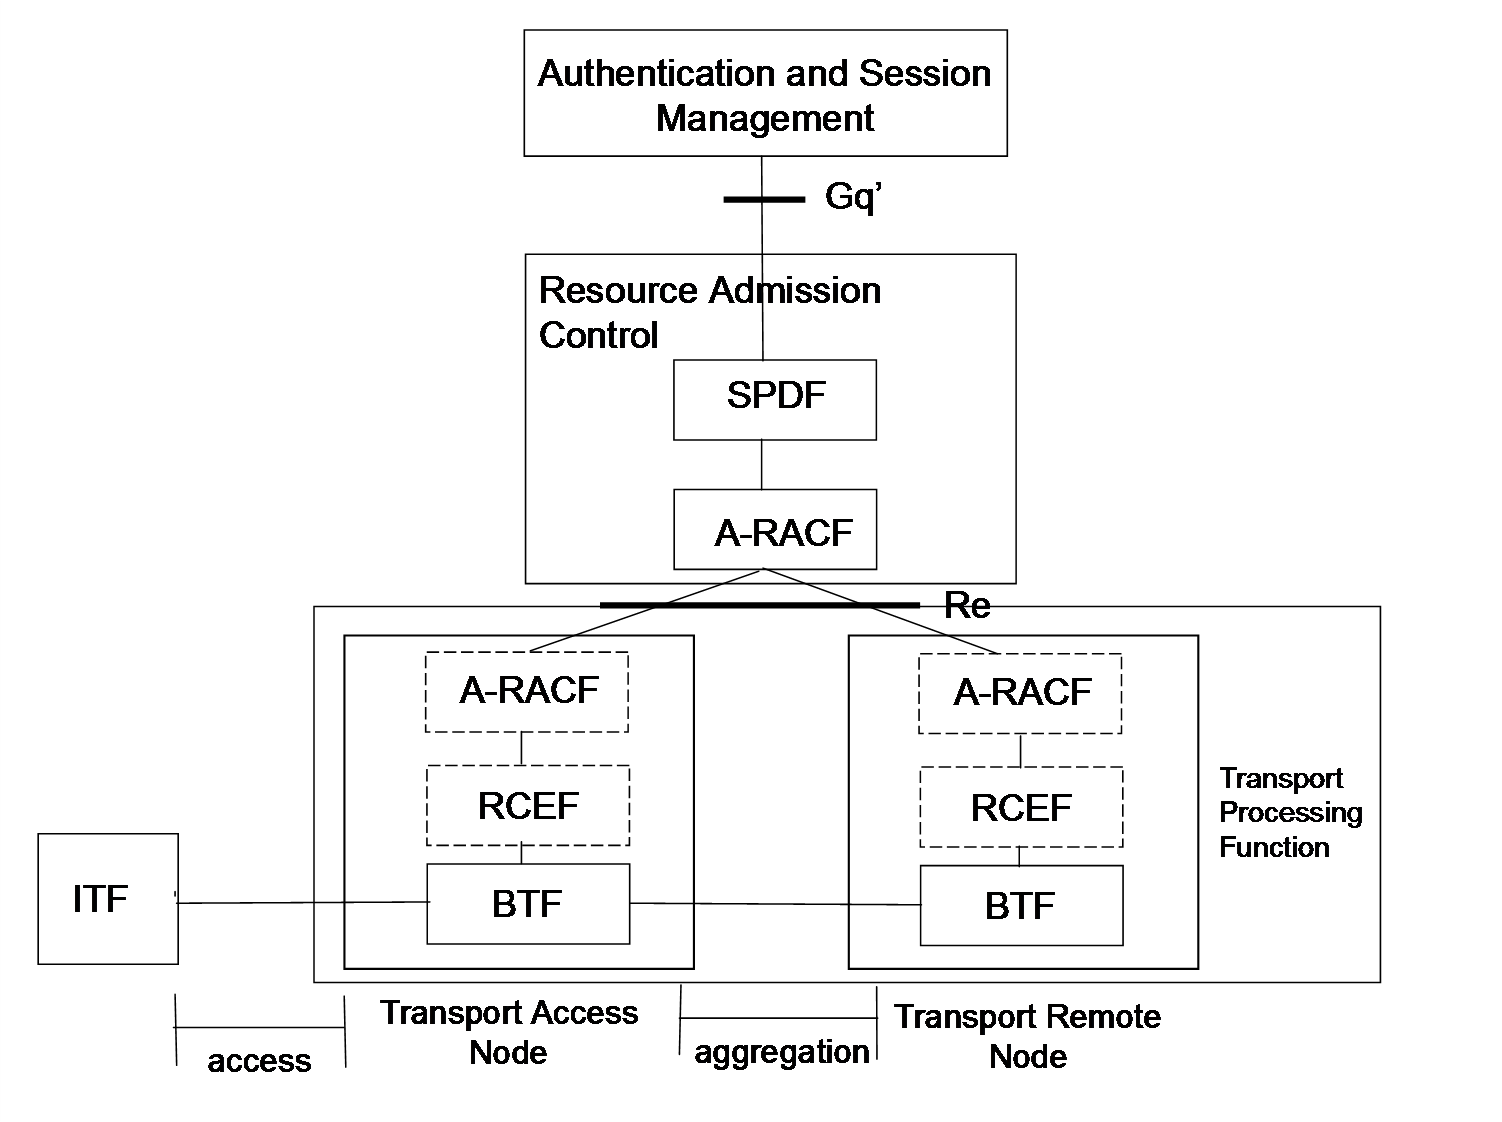 Authentication and Session
Management
Gq’
Resource Admission
Control
SPDF
A-RACF
Re
A-RACF
A-RACF
RCEF
RCEF
Transport
Processing
Function
ITF
BTF
BTF
Transport Access
Node
Transport Remote
Node
access
aggregation